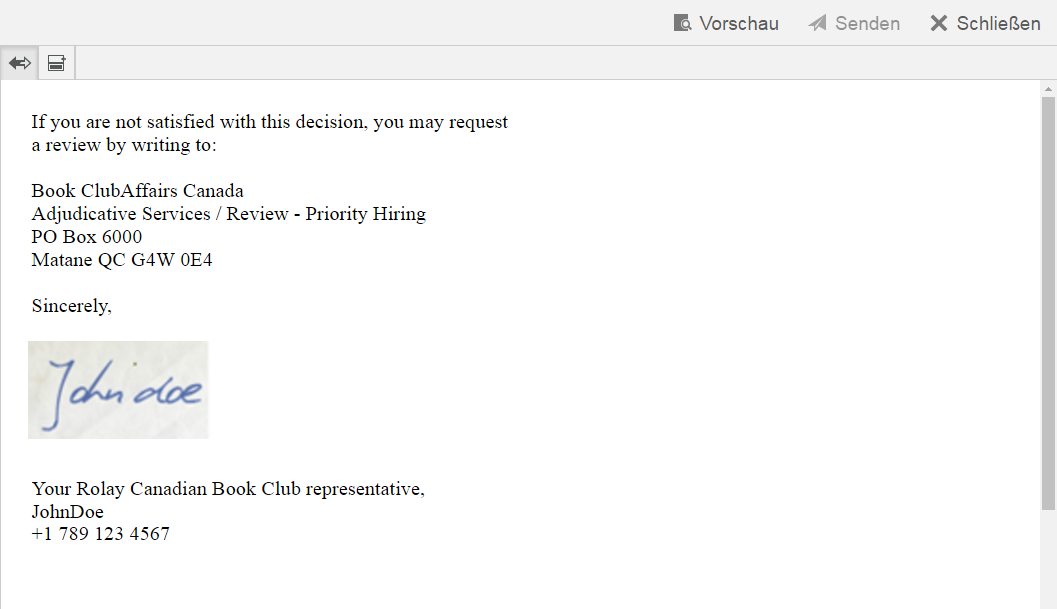 Vorschau Senden Schließen
If you are not satisfied with this decision, you may request
a review by writing to:
Book ClubAffairs Canada
Adjudicative Services / Review - Priority Hiring
PO Box 6000
Matane QC G4W 0E4
Sincerely,
John doe
Your Rolay Canadian Book Club representative,
JohnDoe
+1 789 123 4567